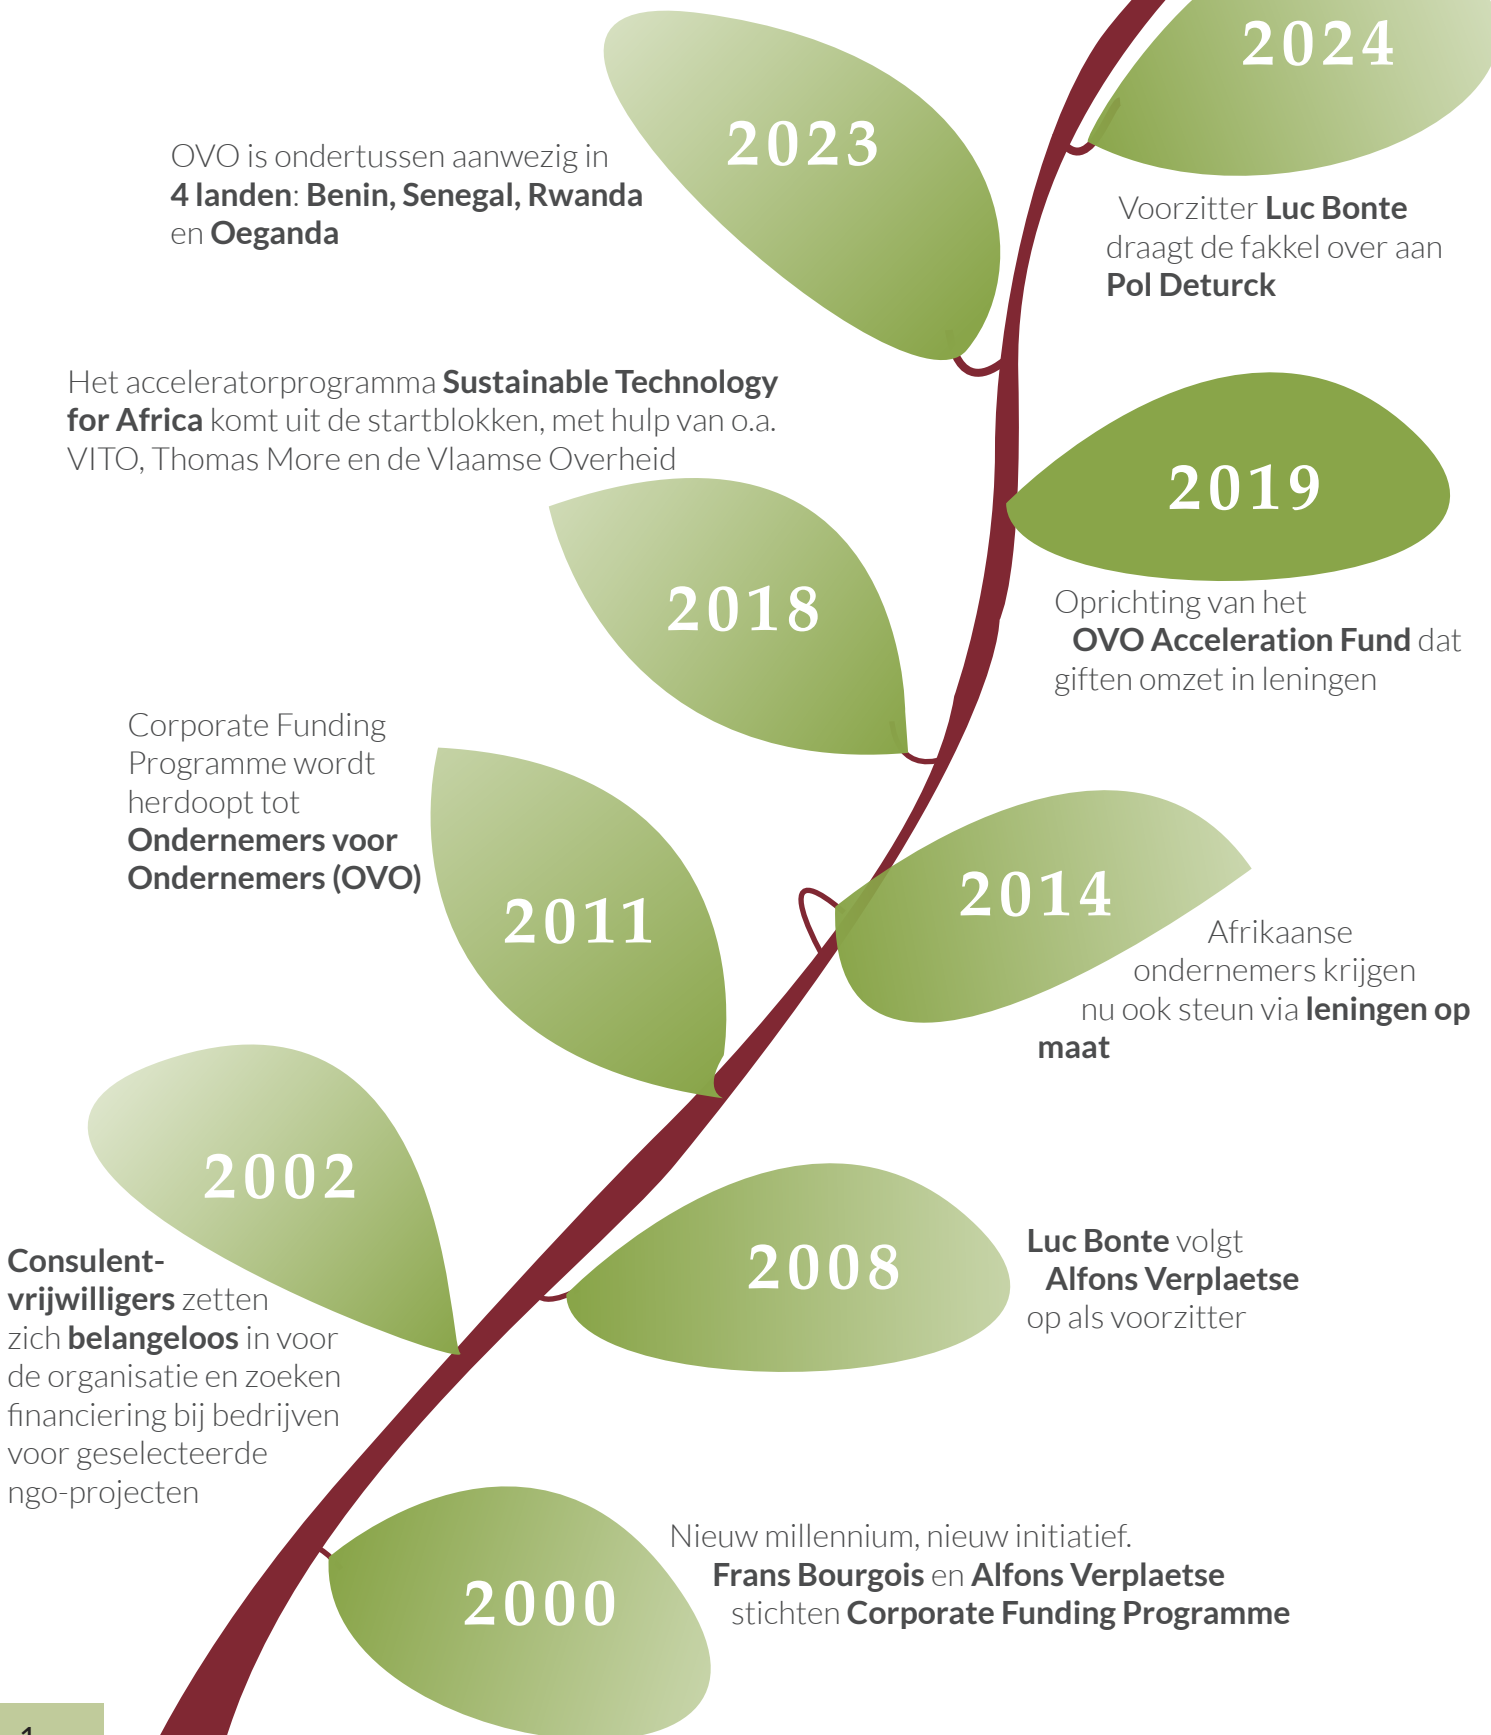 2024
2023
OVO is ondertussen aanwezig in
4 landen: Benin, Senegal, Rwanda
en Oeganda
Voorzitter Luc Bonte
draagt de fakkel over aan
Pol Deturck
Het acceleratorprogramma Sustainable Technology
for Africa komt uit de startblokken, met hulp van o.a.
VITO, Thomas More en de Vlaamse Overheid
2019
2018
Oprichting van het
OVO Acceleration Fund dat
giften omzet in leningen
Corporate Funding
Programme wordt
herdoopt tot
Ondernemers voor
Ondernemers (OVO)
2011
2014
Afrikaanse
ondernemers krijgen
nu ook steun via leningen op
maat
2002
Consulent-
vrijwilligers zetten
zich belangeloos in voor
de organisatie en zoeken
financiering bij bedrijven
voor geselecteerde
ngo-projecten
2008
Luc Bonte volgt
Alfons Verplaetse
op als voorzitter
2000
Nieuw millennium, nieuw initiatief.
Frans Bourgois en Alfons Verplaetse
stichten Corporate Funding Programme
1